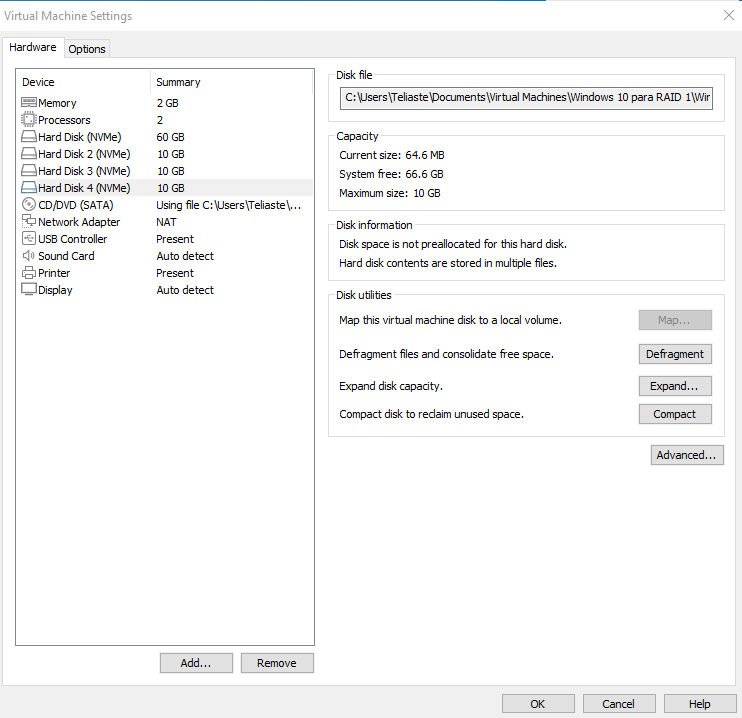 Virtual Machine Settings
Hardware Options
Device Summary
Memory 2 GB
Processors 2
Hard Disk (NVMe) 60 GB
Hard Disk 2 (NVMe) 10 GB
Hard Disk 3 (NVMe) 10 GB
Hard Disk 4 (NVMe) 10 GB
CD/DVD (SATA) Using file C:\Users\Teliaste\...
Network Adapter NAT
USB Controller Present
Sound Card Auto detect
Printer Present
Display Auto detect
Add... Remove
Disk file
C:\Users\Teliaste\Documents\Virtual Machines\Windows 10 para RAID 1\Wir
Capacity
Current size: 64.6 MB
System free: 66.6 GB
Maximum size: 10 GB
Disk information
Disk space is not preallocated for this hard disk.
Hard disk contents are stored in multiple files.
Disk utilities
Map this virtual machine disk to a local volume. Map...
Defragment files and consolidate free space. Defragment
Expand disk capacity. Expand...
Compact disk to reclaim unused space. Compact
Advanced...
OK Cancel Help